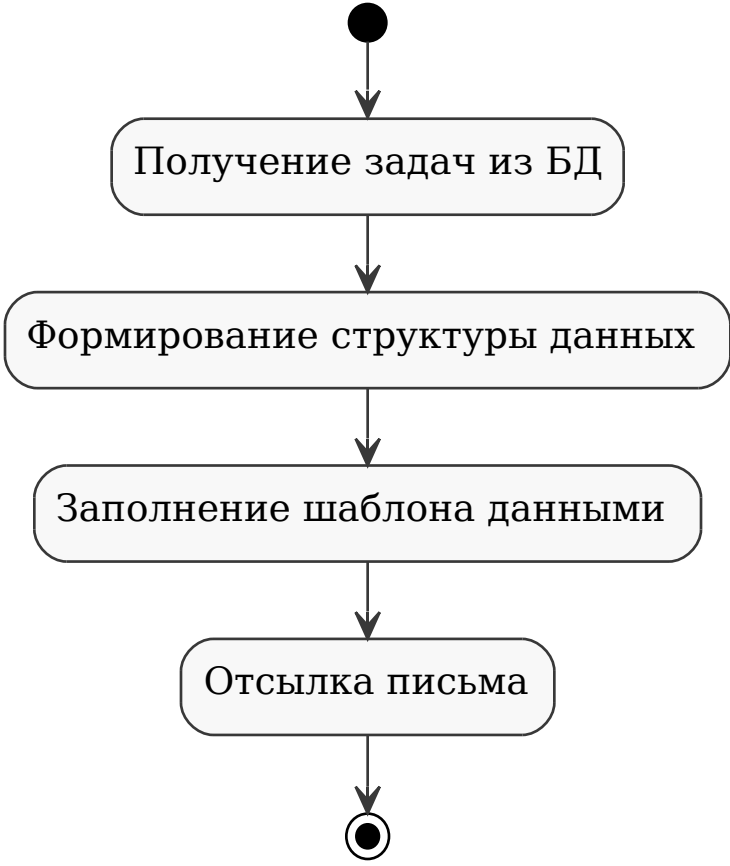 Получение задач из БД
Формирование структуры данных
Заполнение шаблона данными
Отсылка письма